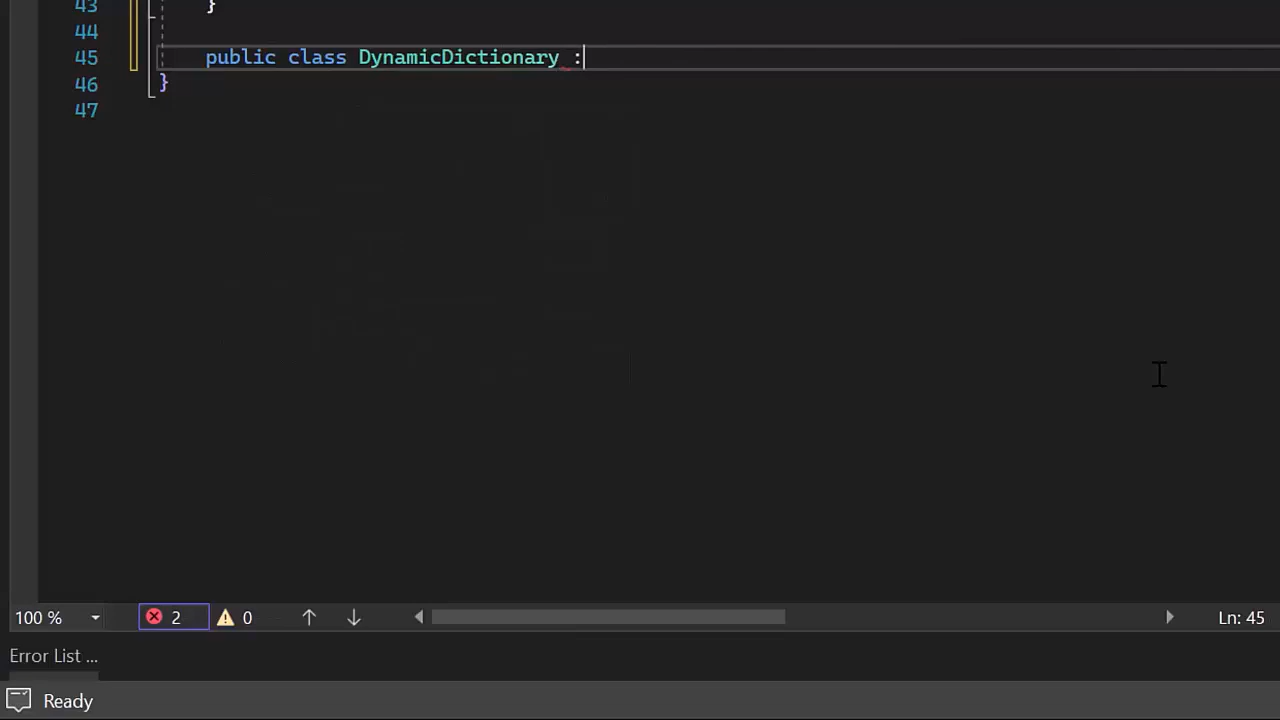 43 }
44
45 public class DynamicDictionary :
46 }
47
100 % 2 0 Ln: 45
Error List ...
Ready